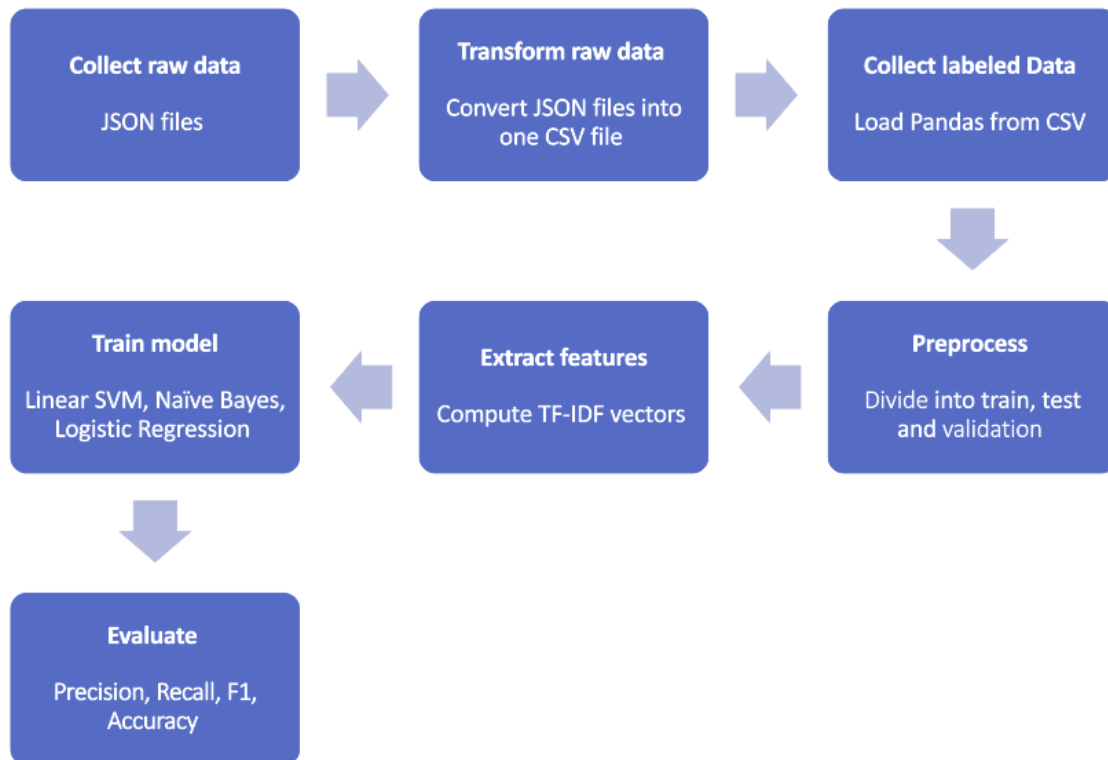 Collect raw data
JSON files
Transform raw data
Convert JSON files into
one CSV file
Collect labeled Data
Load Pandas from CSV
Preprocess
Divide into train, test
and validation
Extract features
Compute TF-IDF vectors
Train model
Linear SVM, Naïve Bayes,
Logistic Regression
Evaluate
Precision, Recall, F1,
Accuracy